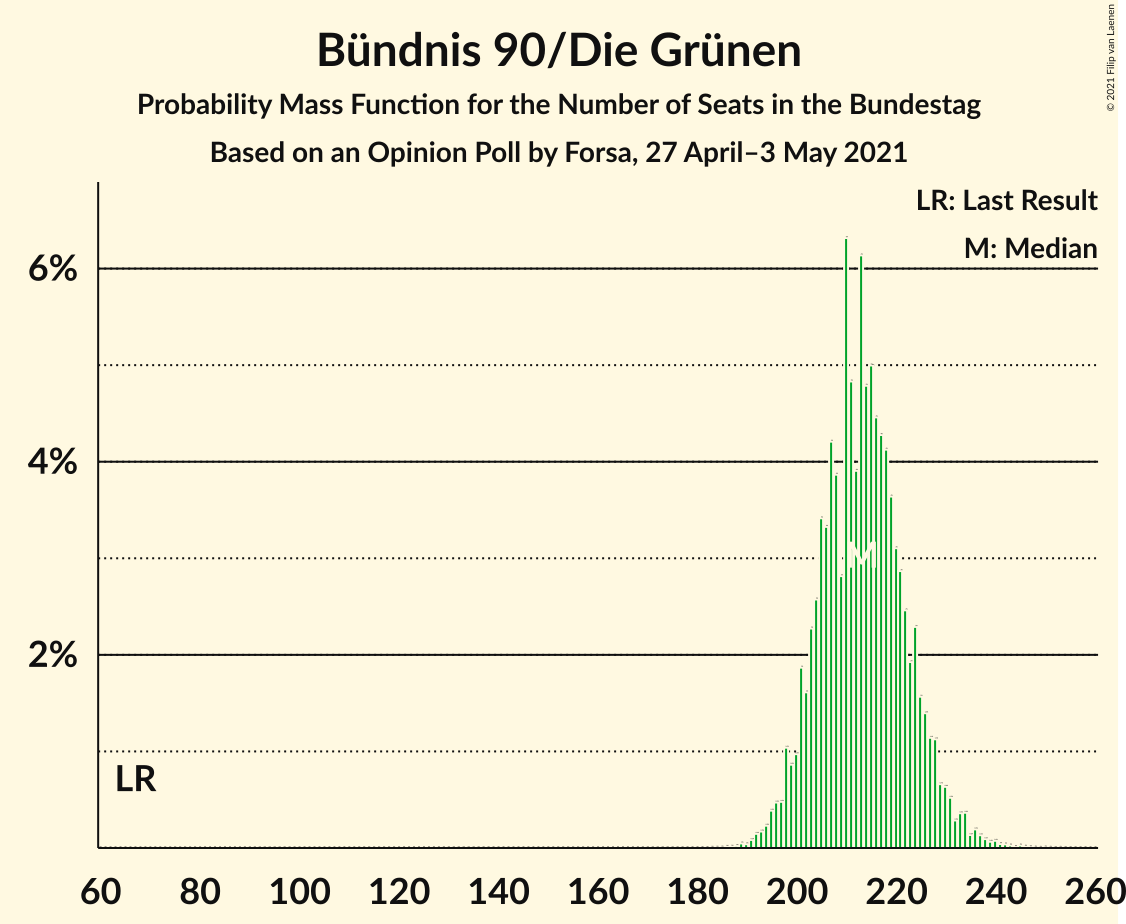 Bündnis 90/Die Grünen
Probability Mass Function for the Number of Seats in the Bundestag
Based on an Opinion Poll by Forsa, 27 April–3 May 2021
© 2021 Filip van Laenen
LR: Last Result
M: Median
6%
4%
2%
LR
M
60 80 100 120 140 160 180 200 220 240 260